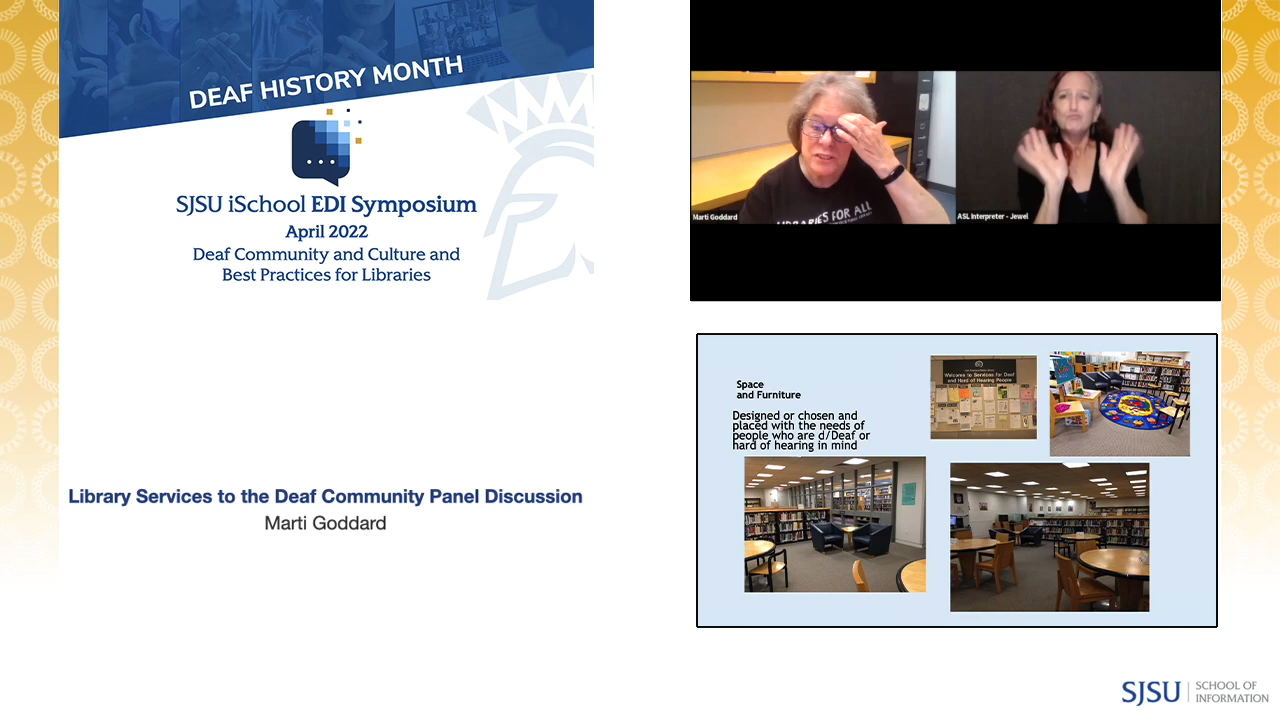 DEAF HISTORY MONTH
SJSU iSchool EDI Symposium
April 2022
Deaf Community and Culture and
Best Practices for Libraries
Library Services to the Deaf Community Panel Discussion
Marti Goddard
LIBRARIES FOR ALL
Marti Goddard
ASL Interpreter - Jewel
Space
and Furniture
Designed or chosen and
placed with the needs of
people who are d/Deaf or
hard of hearing in mind
Welcome to Services for Deaf
and Hard of Hearing People
SJSU
SCHOOL OF
INFORMATION